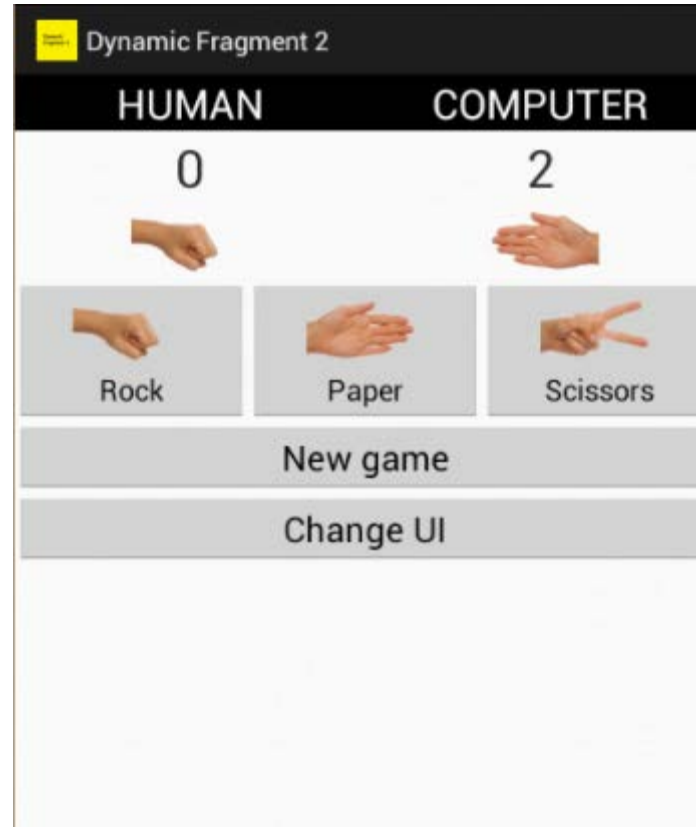 Dynamic Fragment 2
HUMAN COMPUTER
0 2
Rock Paper Scissors
New game
Change UI